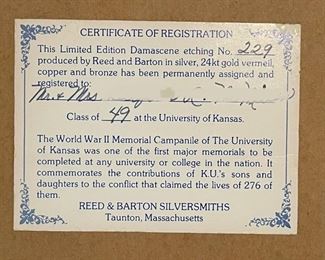 CERTIFICATE OF REGISTRATION
This Limited Edition Damascene etching No. 229
produced by Reed and Barton in silver, 24kt gold vermeil,
copper and bronze has been permanently assigned and
registered to:
Mr. & Mrs.
Class of 49 at the University of Kansas.
The World War II Memorial Campanile of The University
of Kansas was one of the first major memorials to be
completed at any university or college in the nation. It
commemorates the contributions of K.U.'s sons and
daughters to the conflict that claimed the lives of 276 of
them.
REED & BARTON SILVERSMITHS
Taunton, Massachusetts